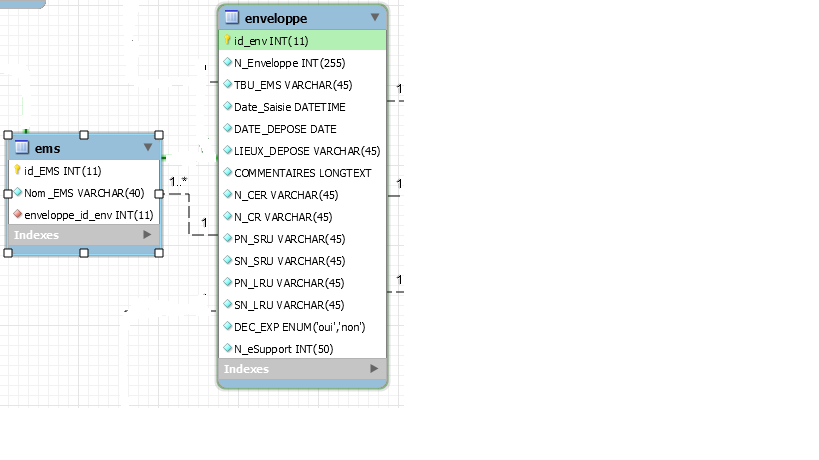 enveloppe
id_env INT(11)
N_Enveloppe INT(255)
TBU_EMS VARCHAR(45)
Date_Saisie DATETIME
DATE_DEPOSE DATE
LIEUX_DEPOSE VARCHAR(45)
COMMENTAIRES LONGTEXT
N_CER VARCHAR(45)
N_CR VARCHAR(45)
PN_SRU VARCHAR(45)
SN_SRU VARCHAR(45)
PN_LRU VARCHAR(45)
SN_LRU VARCHAR(45)
DEC_EXP ENUM('oui','non')
N_eSupport INT(50)
Indexes
ems
id_EMS INT(11)
Nom_EMS VARCHAR(40)
enveloppe_id_env INT(11)
Indexes
1..*
1
1
1
1